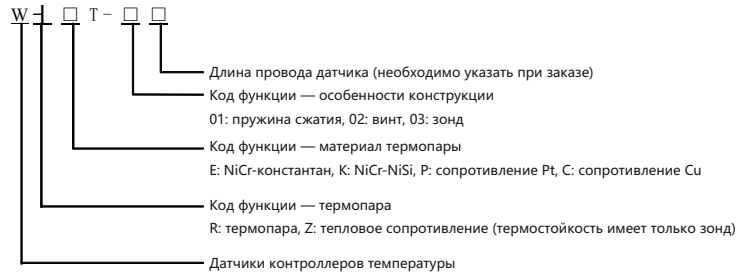 W- □ T- □ □
Длина провода датчика (необходимо указать при заказе)
Код функции — особенности конструкции
01: пружина сжатия, 02: винт, 03: зонд
Код функции — материал термопары
E: NiCr-константан, K: NiCr-NiSi, P: сопротивление Pt, C: сопротивление Cu
Код функции — термопара
R: термопара, Z: тепловое сопротивление (термостойкость имеет только зонд)
Датчики контроллеров температуры